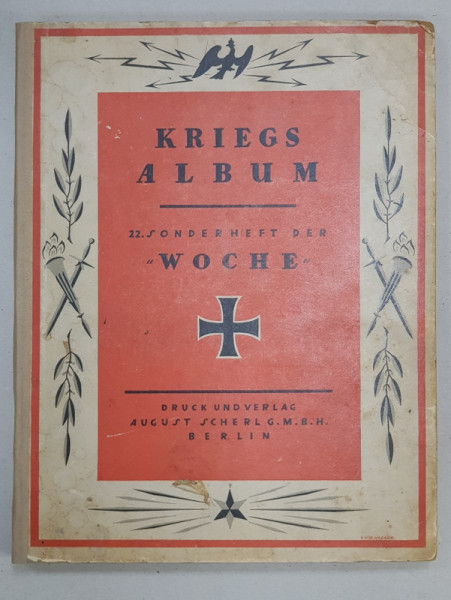 KRIEGS
ALBUM
22. SONDERHEFT DER
"WOCHE"
DRUCK UND VERLAG
AUGUST SCHERL G.M.B.H.
BERLIN